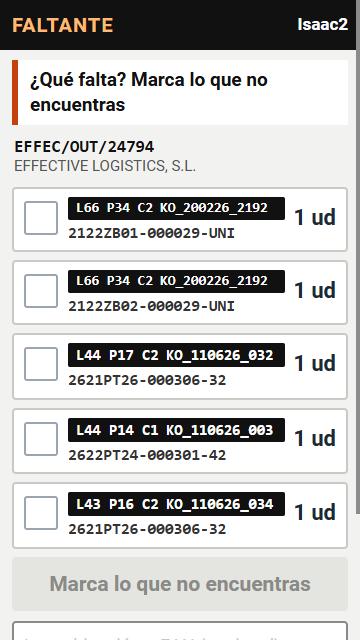 FALTANTE
Isaac2
¿Qué falta? Marca lo que no
encuentras
EFFEC/OUT/24794
EFFECTIVE LOGISTICS, S.L.
L66 P34 C2 KO_200226_2192
1 ud
2122ZB01-000029-UNI
L66 P34 C2 KO_200226_2192
1 ud
2122ZB02-000029-UNI
L44 P17 C2 KO_110626_032
1 ud
2621PT26-000306-32
L44 P14 C1 KO_110626_003
1 ud
2622PT24-000301-42
L43 P16 C2 KO_110626_034
1 ud
2621PT26-000306-32
Marca lo que no encuentras